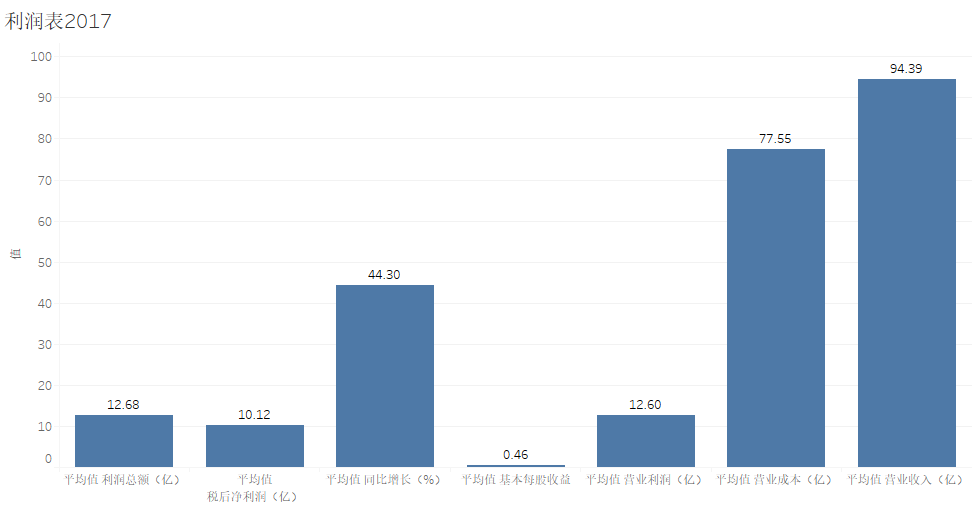 利润表2017
值
100
90
80
70
60
50
40
30
20
10
0
12.68
10.12
44.30
0.46
12.60
77.55
94.39
平均值 利润总额（亿）
平均值
税后净利润（亿）
平均值 同比增长（%）
平均值 基本每股收益
平均值 营业利润（亿）
平均值 营业成本（亿）
平均值 营业收入（亿）